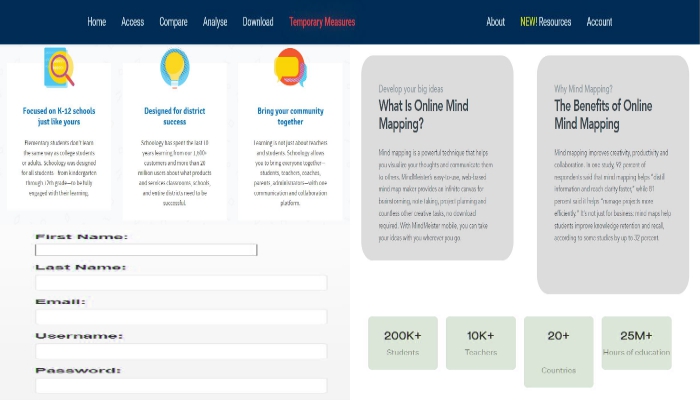 Home Access Compare Analyse Download Temporary Measures About NEW! Resources Account
Focused on K-12 schools
just like yours
Elementary students don't learn
the same way as college students
or adults. Schoology was designed
for all students from kindergarten
through 12th grade—to be fully
engaged with their learning.
Designed for district
success
Schoology has spent the last 10
years learning from our 1,500+
customers and more than 20
million users about what products
and services classrooms, schools,
and entire districts need to be
successful.
Bring your community
together
Learning is not just about teachers
and students. Schoology allows
you to bring everyone together—
students, teachers, coaches,
parents, administrators—with one
communication and collaboration
platform.
First Name:
Last Name:
Email:
Username:
Password:
Develop your big ideas
What Is Online Mind
Mapping?
Mind mapping is a powerful technique that helps
you visualize your thoughts and communicate them
to others. MindMeister's easy-to-use, web-based
mind map maker provides an infinite canvas for
brainstorming, note taking, project planning and
countless other creative tasks, no download
required. With MindMeister mobile, you can take
your ideas with you wherever you go.
Why Mind Mapping?
The Benefits of Online
Mind Mapping
Mind mapping improves creativity, productivity and
collaboration. In one study, 92 percent of
respondents said that mind mapping helps "distill
information and reach clarity faster," while 61
percent said it helps "manage projects more
efficiently." It's not just for business, mind maps help
students improve knowledge retention and recall,
according to some studies by up to 32 percent.
200K+
Students
10K+
Teachers
20+
Countries
25M+
Hours of education